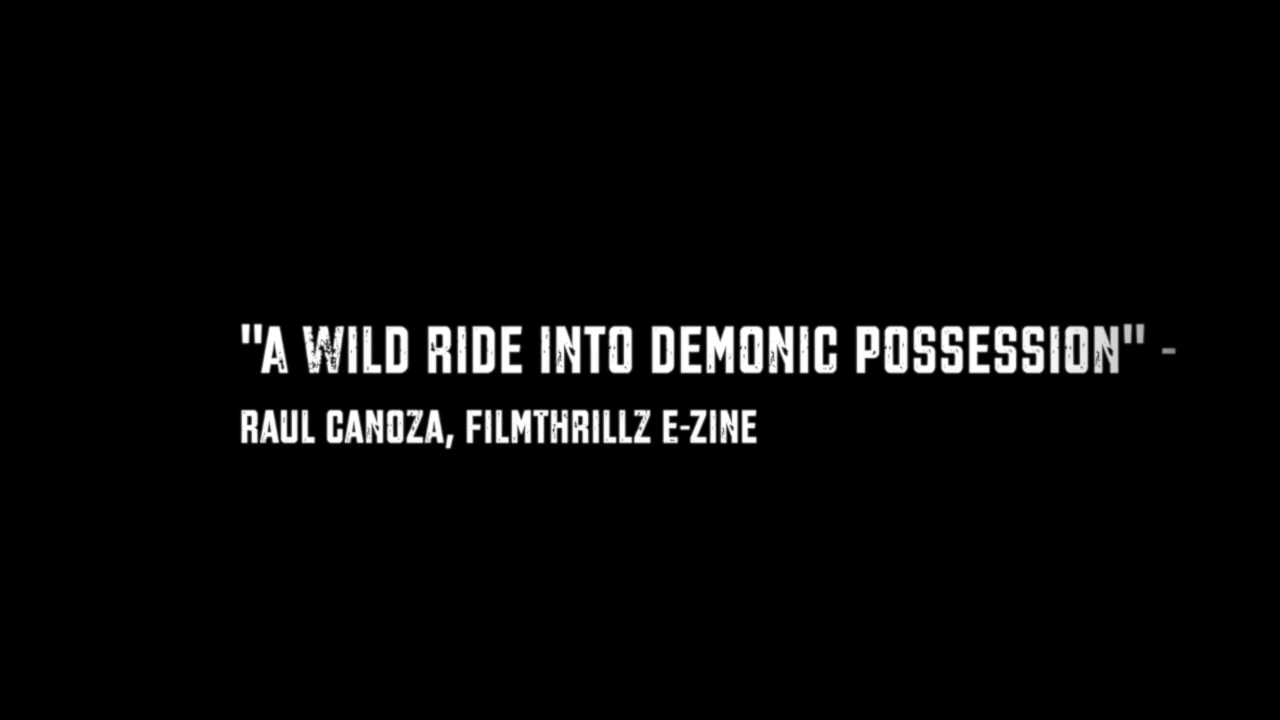 "A WILD RIDE INTO DEMONIC POSSESSION" -
RAUL CANOZA, FILMTHRILLZ E-ZINE